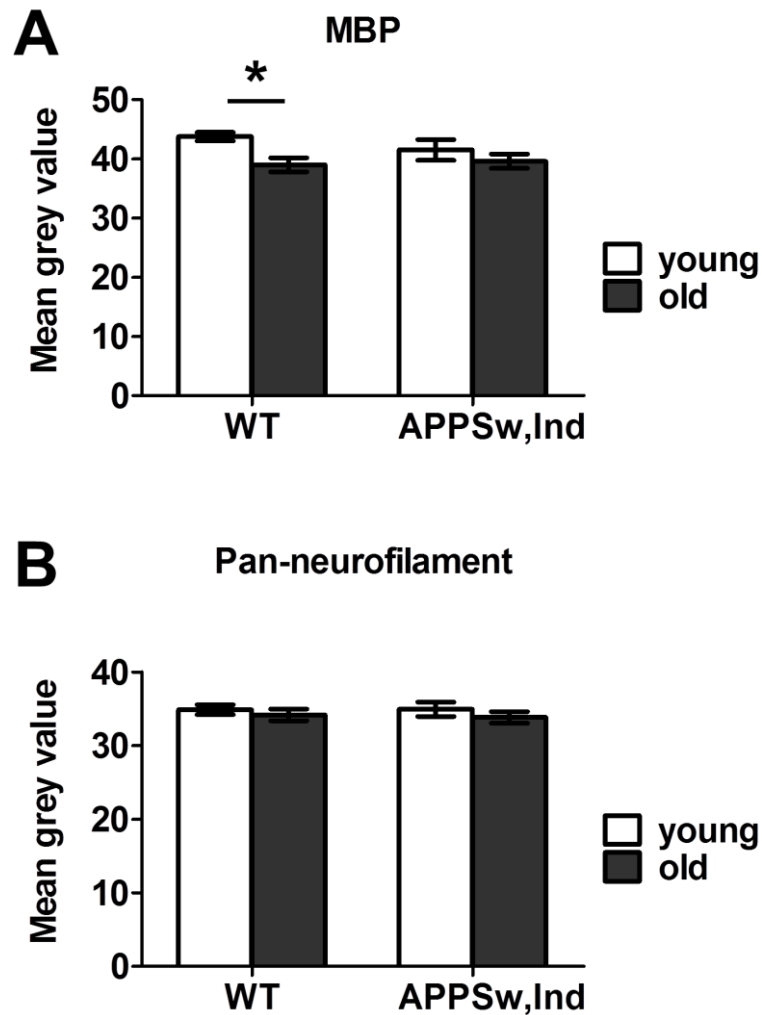 A
MBP
*
Mean grey value
50
40
30
20
10
0
WT
APPSw,Ind
young
old
B
Pan-neurofilament
Mean grey value
40
30
20
10
0
WT
APPSw,Ind
young
old